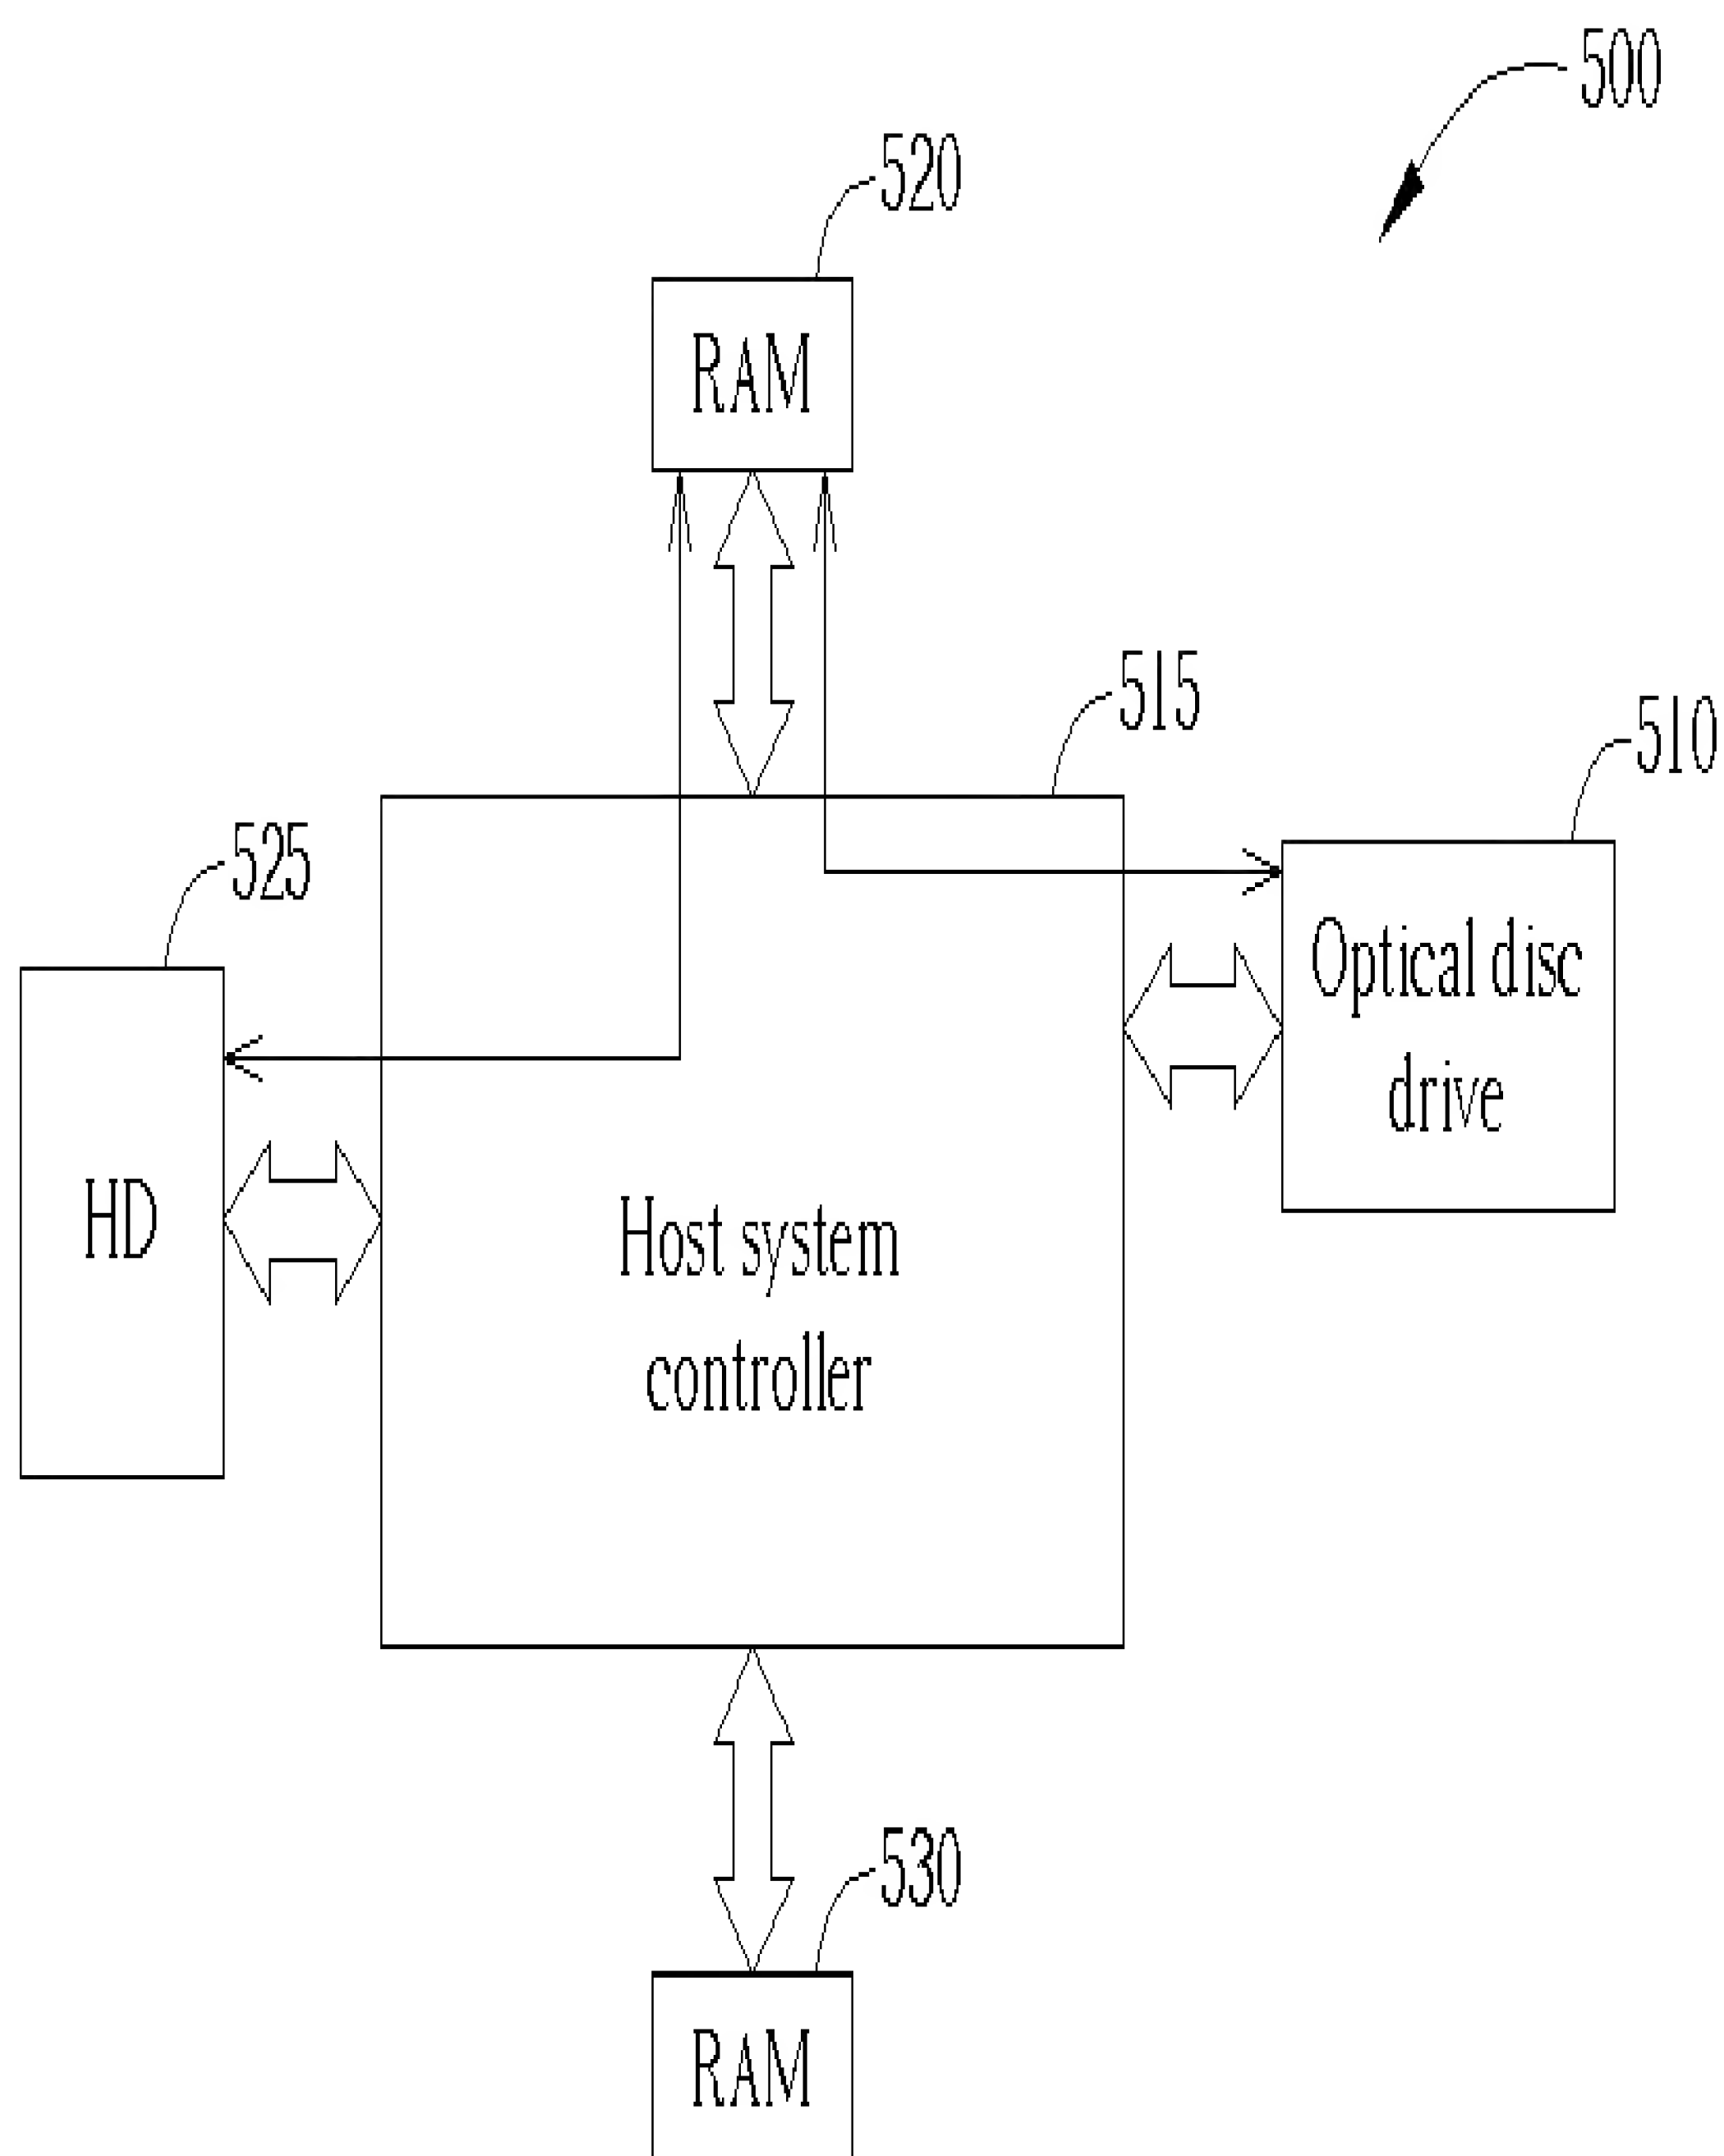 500
520
RAM
515
510
525
Optical disc
drive
HD
Host system
controller
530
RAM